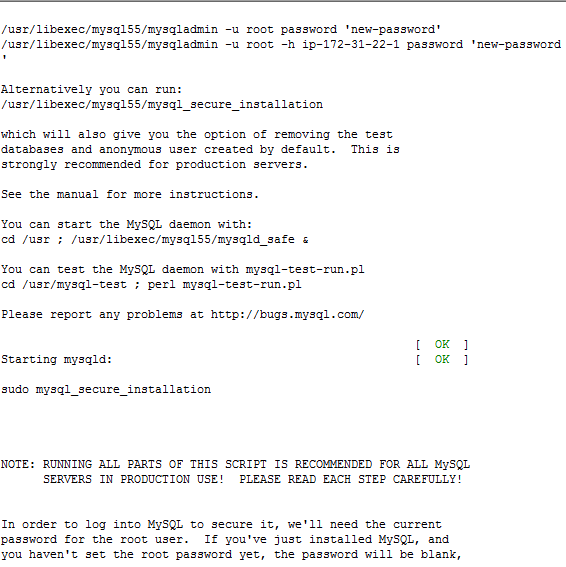 /usr/libexec/mysql55/mysqladmin -u root password 'new-password'
/usr/libexec/mysql55/mysqladmin -u root -h ip-172-31-22-1 password 'new-password
'
Alternatively you can run:
/usr/libexec/mysql55/mysql_secure_installation
which will also give you the option of removing the test
databases and anonymous user created by default.  This is
strongly recommended for production servers.
See the manual for more instructions.
You can start the MySQL daemon with:
cd /usr ; /usr/libexec/mysql55/mysqld_safe &
You can test the MySQL daemon with mysql-test-run.pl
cd /usr/mysql-test ; perl mysql-test-run.pl
Please report any problems at http://bugs.mysql.com/
[  OK  ]
Starting mysqld:                                           [  OK  ]
sudo mysql_secure_installation
NOTE: RUNNING ALL PARTS OF THIS SCRIPT IS RECOMMENDED FOR ALL MySQL
      SERVERS IN PRODUCTION USE!  PLEASE READ EACH STEP CAREFULLY!
In order to log into MySQL to secure it, we'll need the current
password for the root user.  If you've just installed MySQL, and
you haven't set the root password yet, the password will be blank,